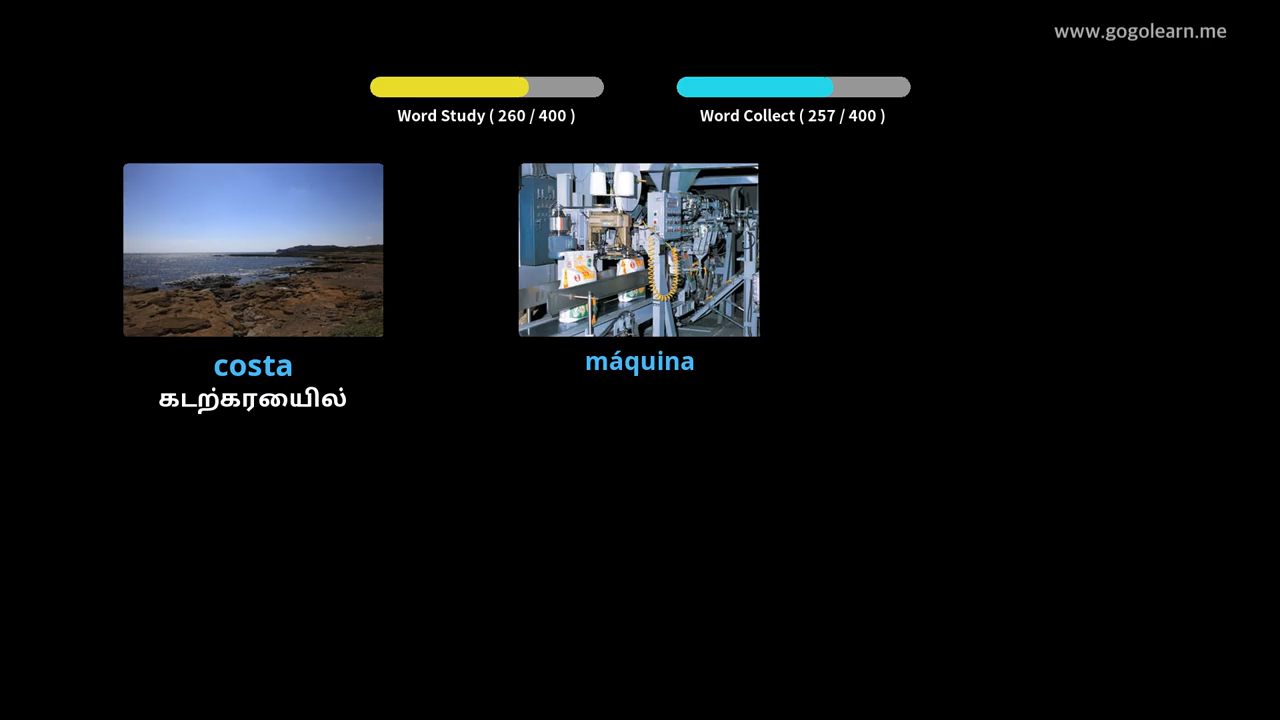 www.gogolearn.me
Word Study ( 260 / 400 )
Word Collect ( 257 / 400 )
costa
கடற்கரையில்
máquina